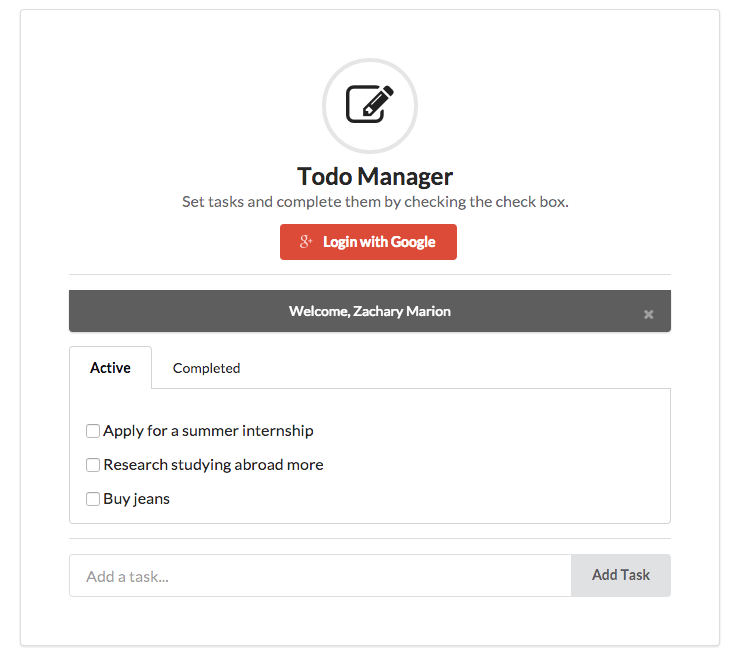 Todo Manager
Set tasks and complete them by checking the check box.
g+ Login with Google
Welcome, Zachary Marion
Active Completed
Apply for a summer internship
Research studying abroad more
Buy jeans
Add a task... Add Task